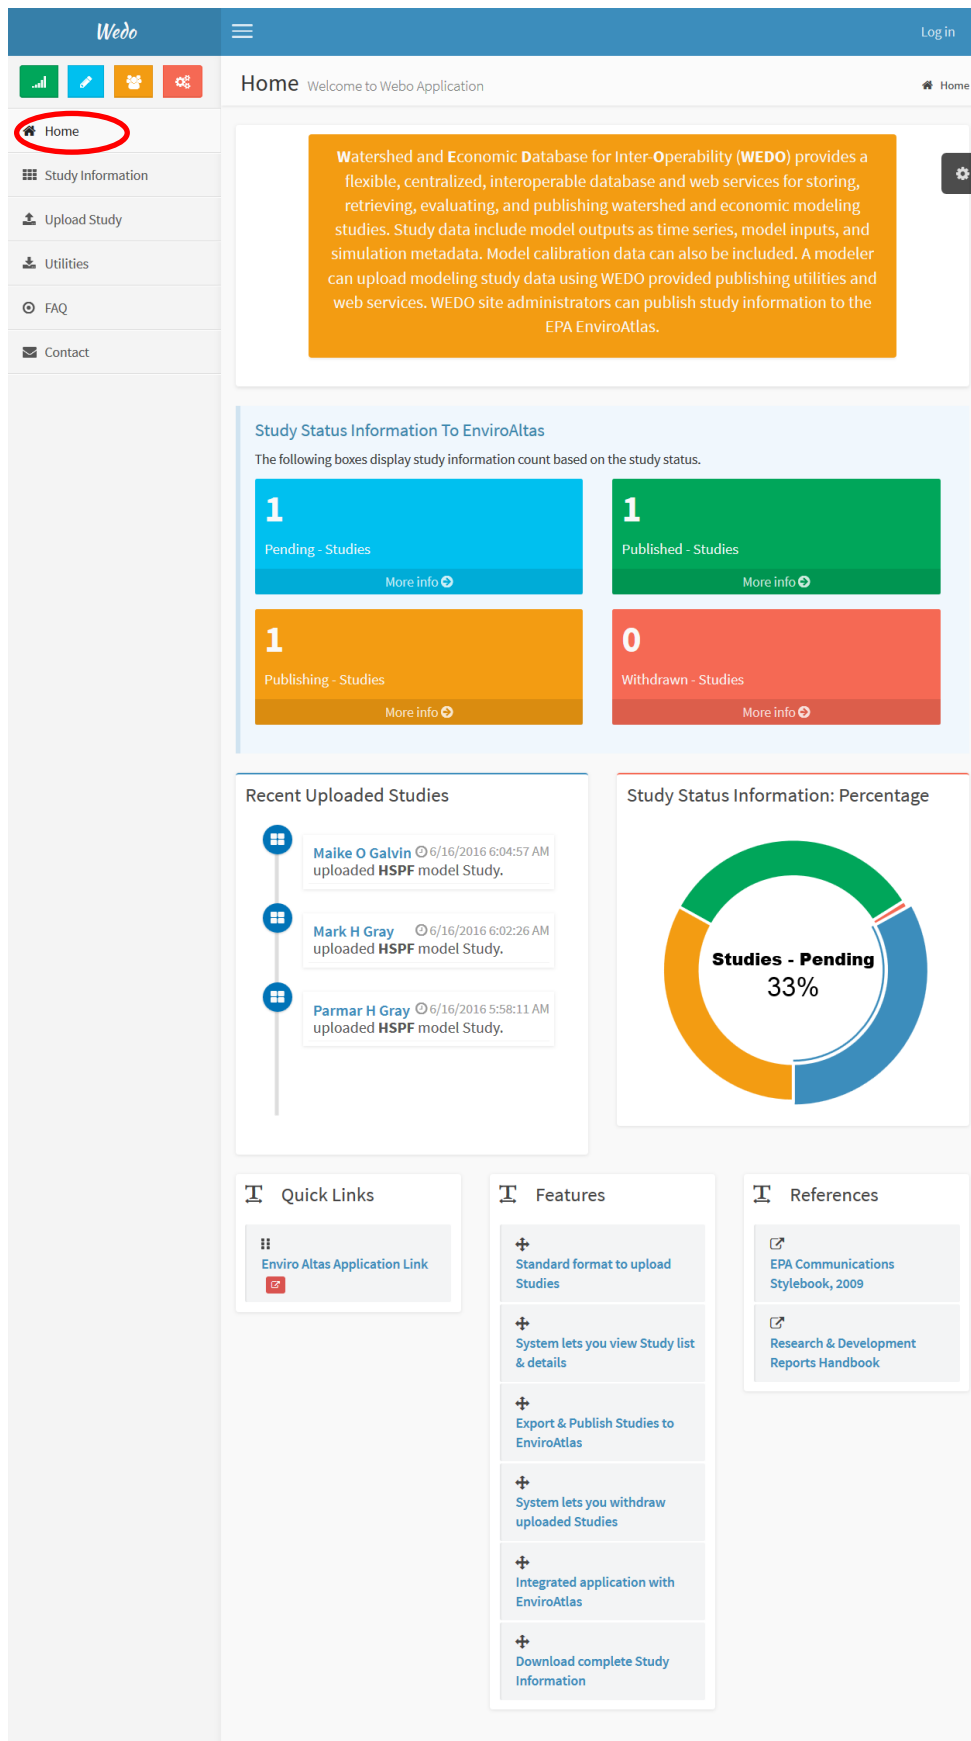 Wedo
Log in
Home Welcome to Webo Application
Home
Home
Study Information
Upload Study
Utilities
FAQ
Contact
Watershed and Economic Database for Inter-Operability (WEDO) provides a
flexible, centralized, interoperable database and web services for storing,
retrieving, evaluating, and publishing watershed and economic modeling
studies. Study data include model outputs as time series, model inputs, and
simulation metadata. Model calibration data can also be included. A modeler
can upload modeling study data using WEDO provided publishing utilities and
web services. WEDO site administrators can publish study information to the
EPA EnviroAtlas.
Study Status Information To EnviroAltas
The following boxes display study information count based on the study status.
1
Pending - Studies
More info
1
Published - Studies
More info
1
Publishing - Studies
More info
0
Withdrawn - Studies
More info
Recent Uploaded Studies
Maike O Galvin 6/16/2016 6:04:57 AM
uploaded HSPF model Study.
Mark H Gray 6/16/2016 6:02:26 AM
uploaded HSPF model Study.
Parmar H Gray 6/16/2016 5:58:11 AM
uploaded HSPF model Study.
Study Status Information: Percentage
Studies - Pending
33%
Quick Links
Enviro Altas Application Link
Features
Standard format to upload
Studies
System lets you view Study list
& details
Export & Publish Studies to
EnviroAtlas
System lets you withdraw
uploaded Studies
Integrated application with
EnviroAtlas
Download complete Study
Information
References
EPA Communications
Stylebook, 2009
Research & Development
Reports Handbook